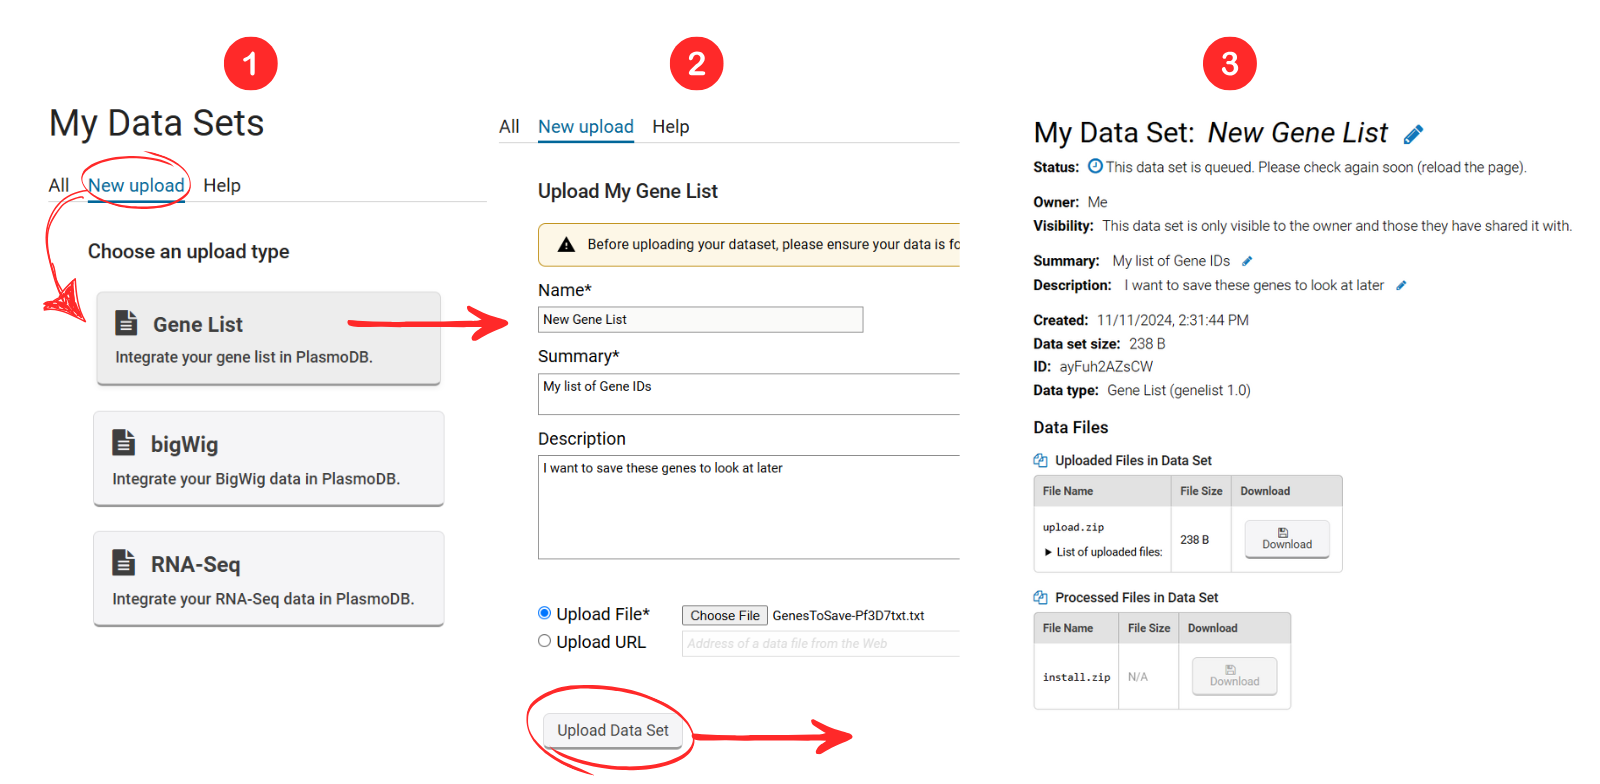 1
My Data Sets
All New upload Help
Choose an upload type
Gene List
Integrate your gene list in PlasmoDB.
bigWig
Integrate your BigWig data in PlasmoDB.
RNA-Seq
Integrate your RNA-Seq data in PlasmoDB.
2
All New upload Help
Upload My Gene List
Before uploading your dataset, please ensure your data is fo
Name*
New Gene List
Summary*
My list of Gene IDs
Description
I want to save these genes to look at later
Upload File* Choose File GenesToSave-Pf3D7txt.txt
Upload URL Address of a data file from the Web
Upload Data Set
3
My Data Set: New Gene List
Status: This data set is queued. Please check again soon (reload the page).
Owner: Me
Visibility: This data set is only visible to the owner and those they have shared it with.
Summary: My list of Gene IDs
Description: I want to save these genes to look at later
Created: 11/11/2024, 2:31:44 PM
Data set size: 238 B
ID: ayFuh2AZsCW
Data type: Gene List (genelist 1.0)
Data Files
Uploaded Files in Data Set
File Name File Size Download
upload.zip
List of uploaded files:
238 B
Download
Processed Files in Data Set
File Name File Size Download
install.zip N/A Download